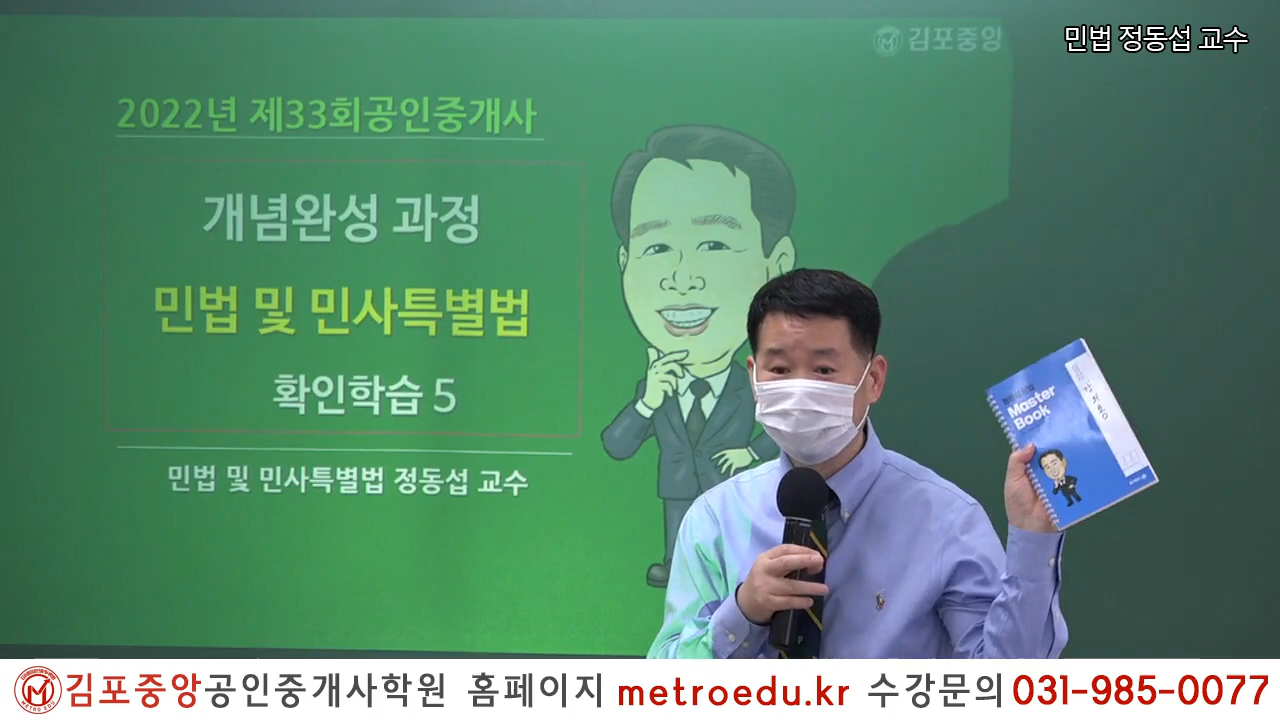 김포중앙
민법 정동섭 교수
2022년 제33회공인중개사
개념완성 과정
민법 및 민사특별법
확인학습 5
민법 및 민사특별법 정동섭 교수
Master
Book
METRO EDU
김포중앙공인중개사학원 홈페이지 metroedu.kr 수강문의 031-985-0077